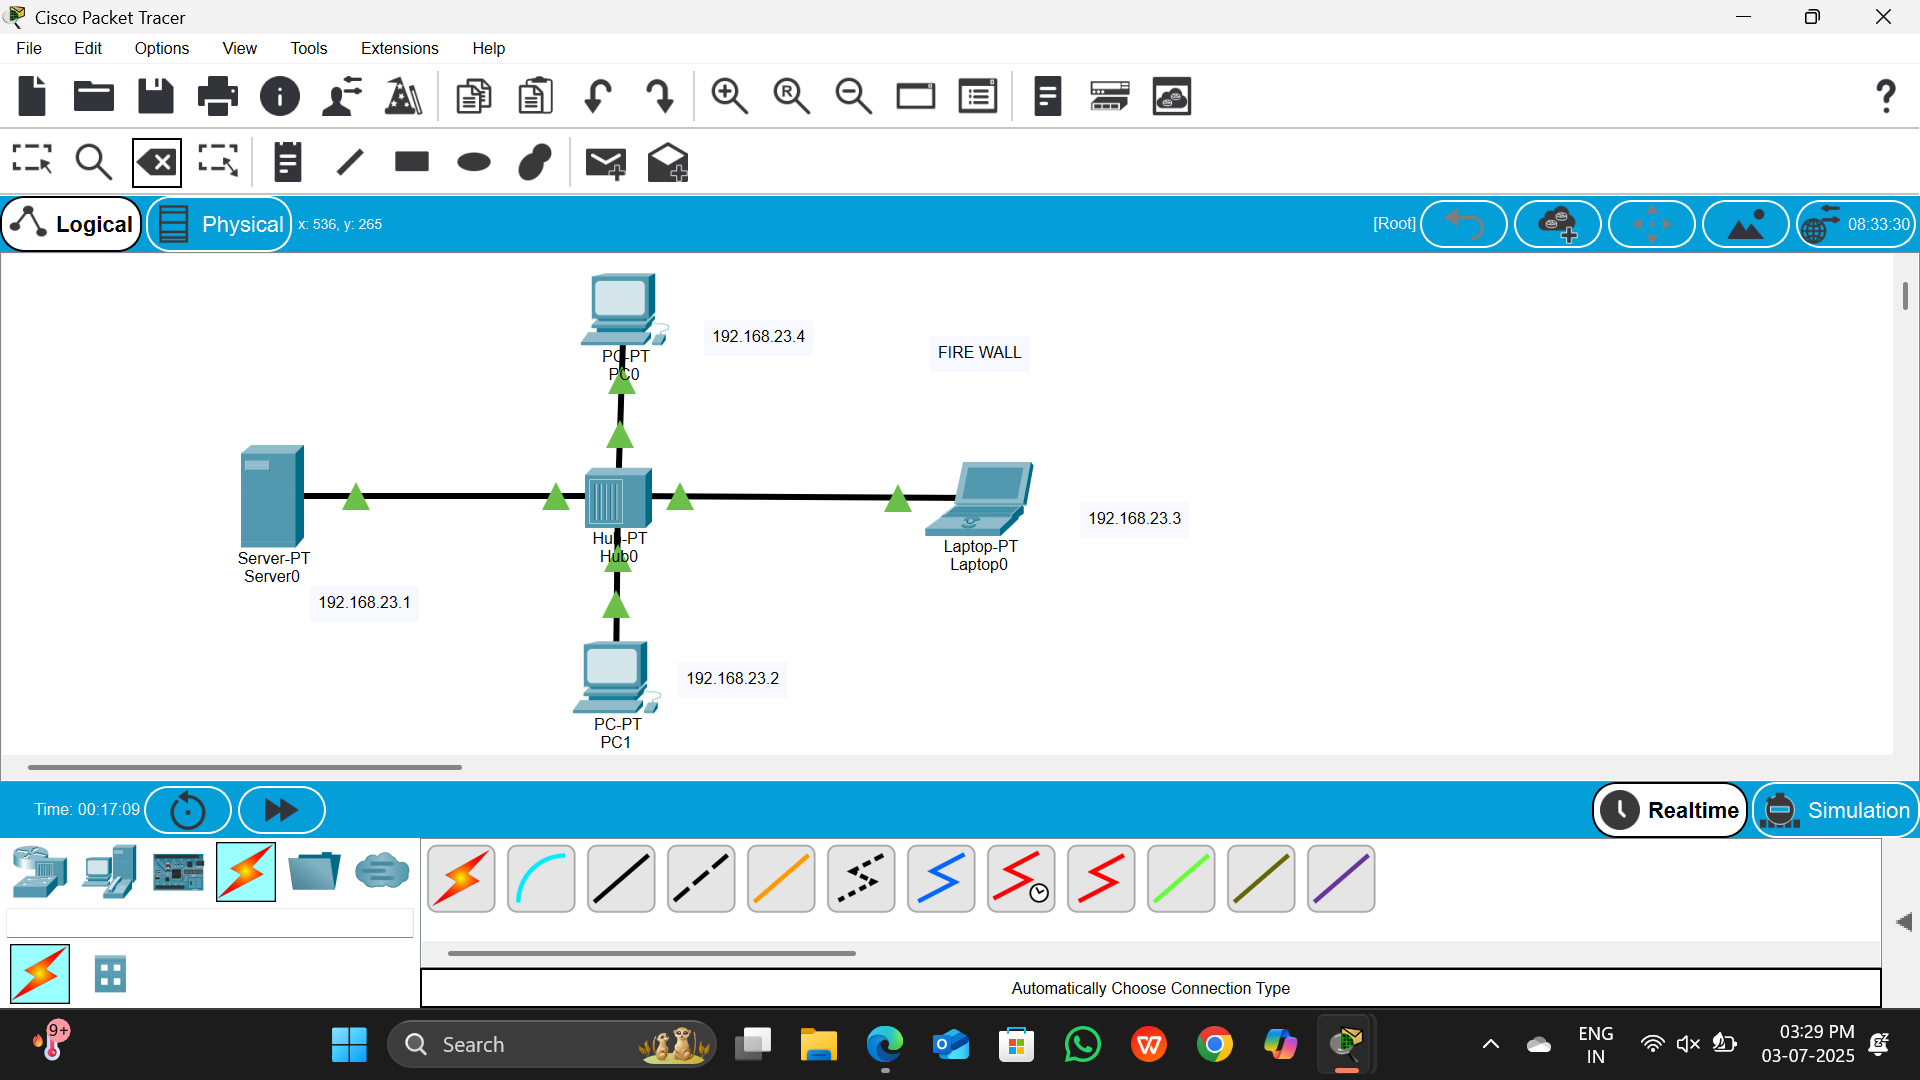 Cisco Packet Tracer
File Edit Options View Tools Extensions Help
Logical Physical x: 536, y: 265 [Root] 08:33:30
192.168.23.4
FIRE WALL
PC-PT
PC0
192.168.23.3
Hub-PT
Hub0
Laptop-PT
Laptop0
Server-PT
Server0
192.168.23.1
192.168.23.2
PC-PT
PC1
Time: 00:17:09 Realtime Simulation
Automatically Choose Connection Type
9+
Search
ENG
IN
03:29 PM
03-07-2025